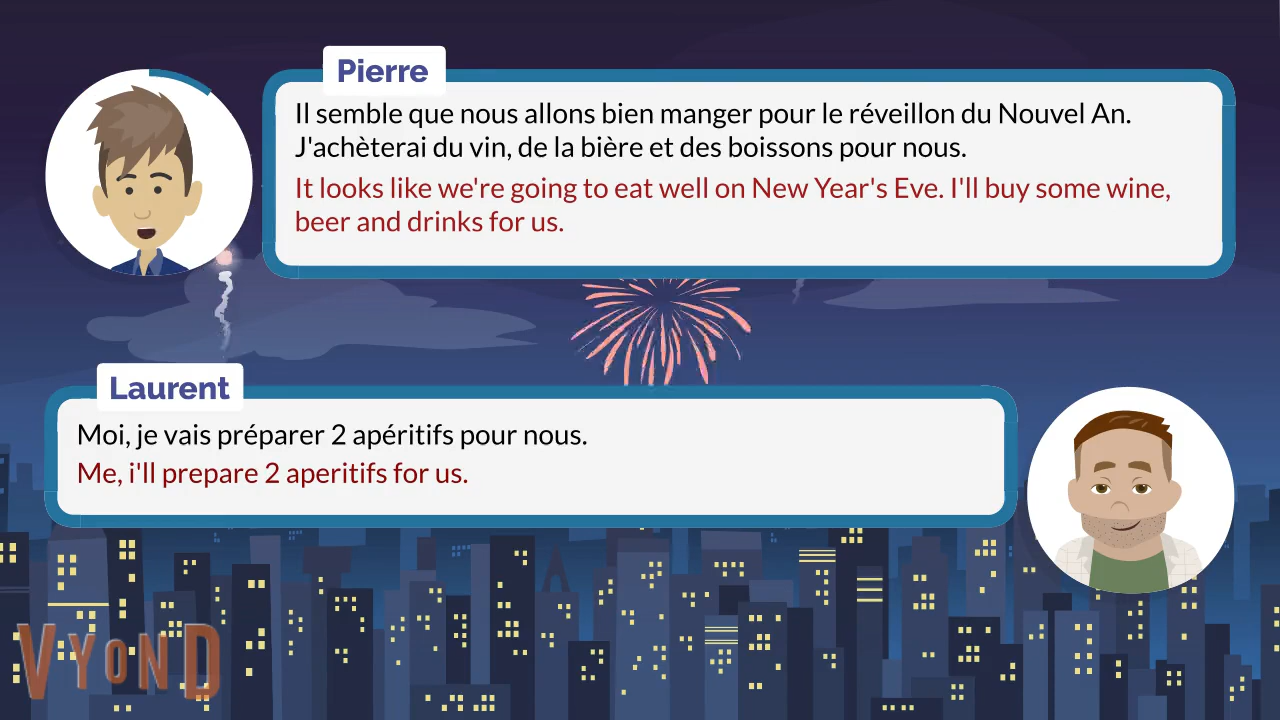 Pierre
Il semble que nous allons bien manger pour le réveillon du Nouvel An.
J'achèterai du vin, de la bière et des boissons pour nous.
It looks like we're going to eat well on New Year's Eve. I'll buy some wine,
beer and drinks for us.
Laurent
Moi, je vais préparer 2 apéritifs pour nous.
Me, i'll prepare 2 aperitifs for us.
VYOND